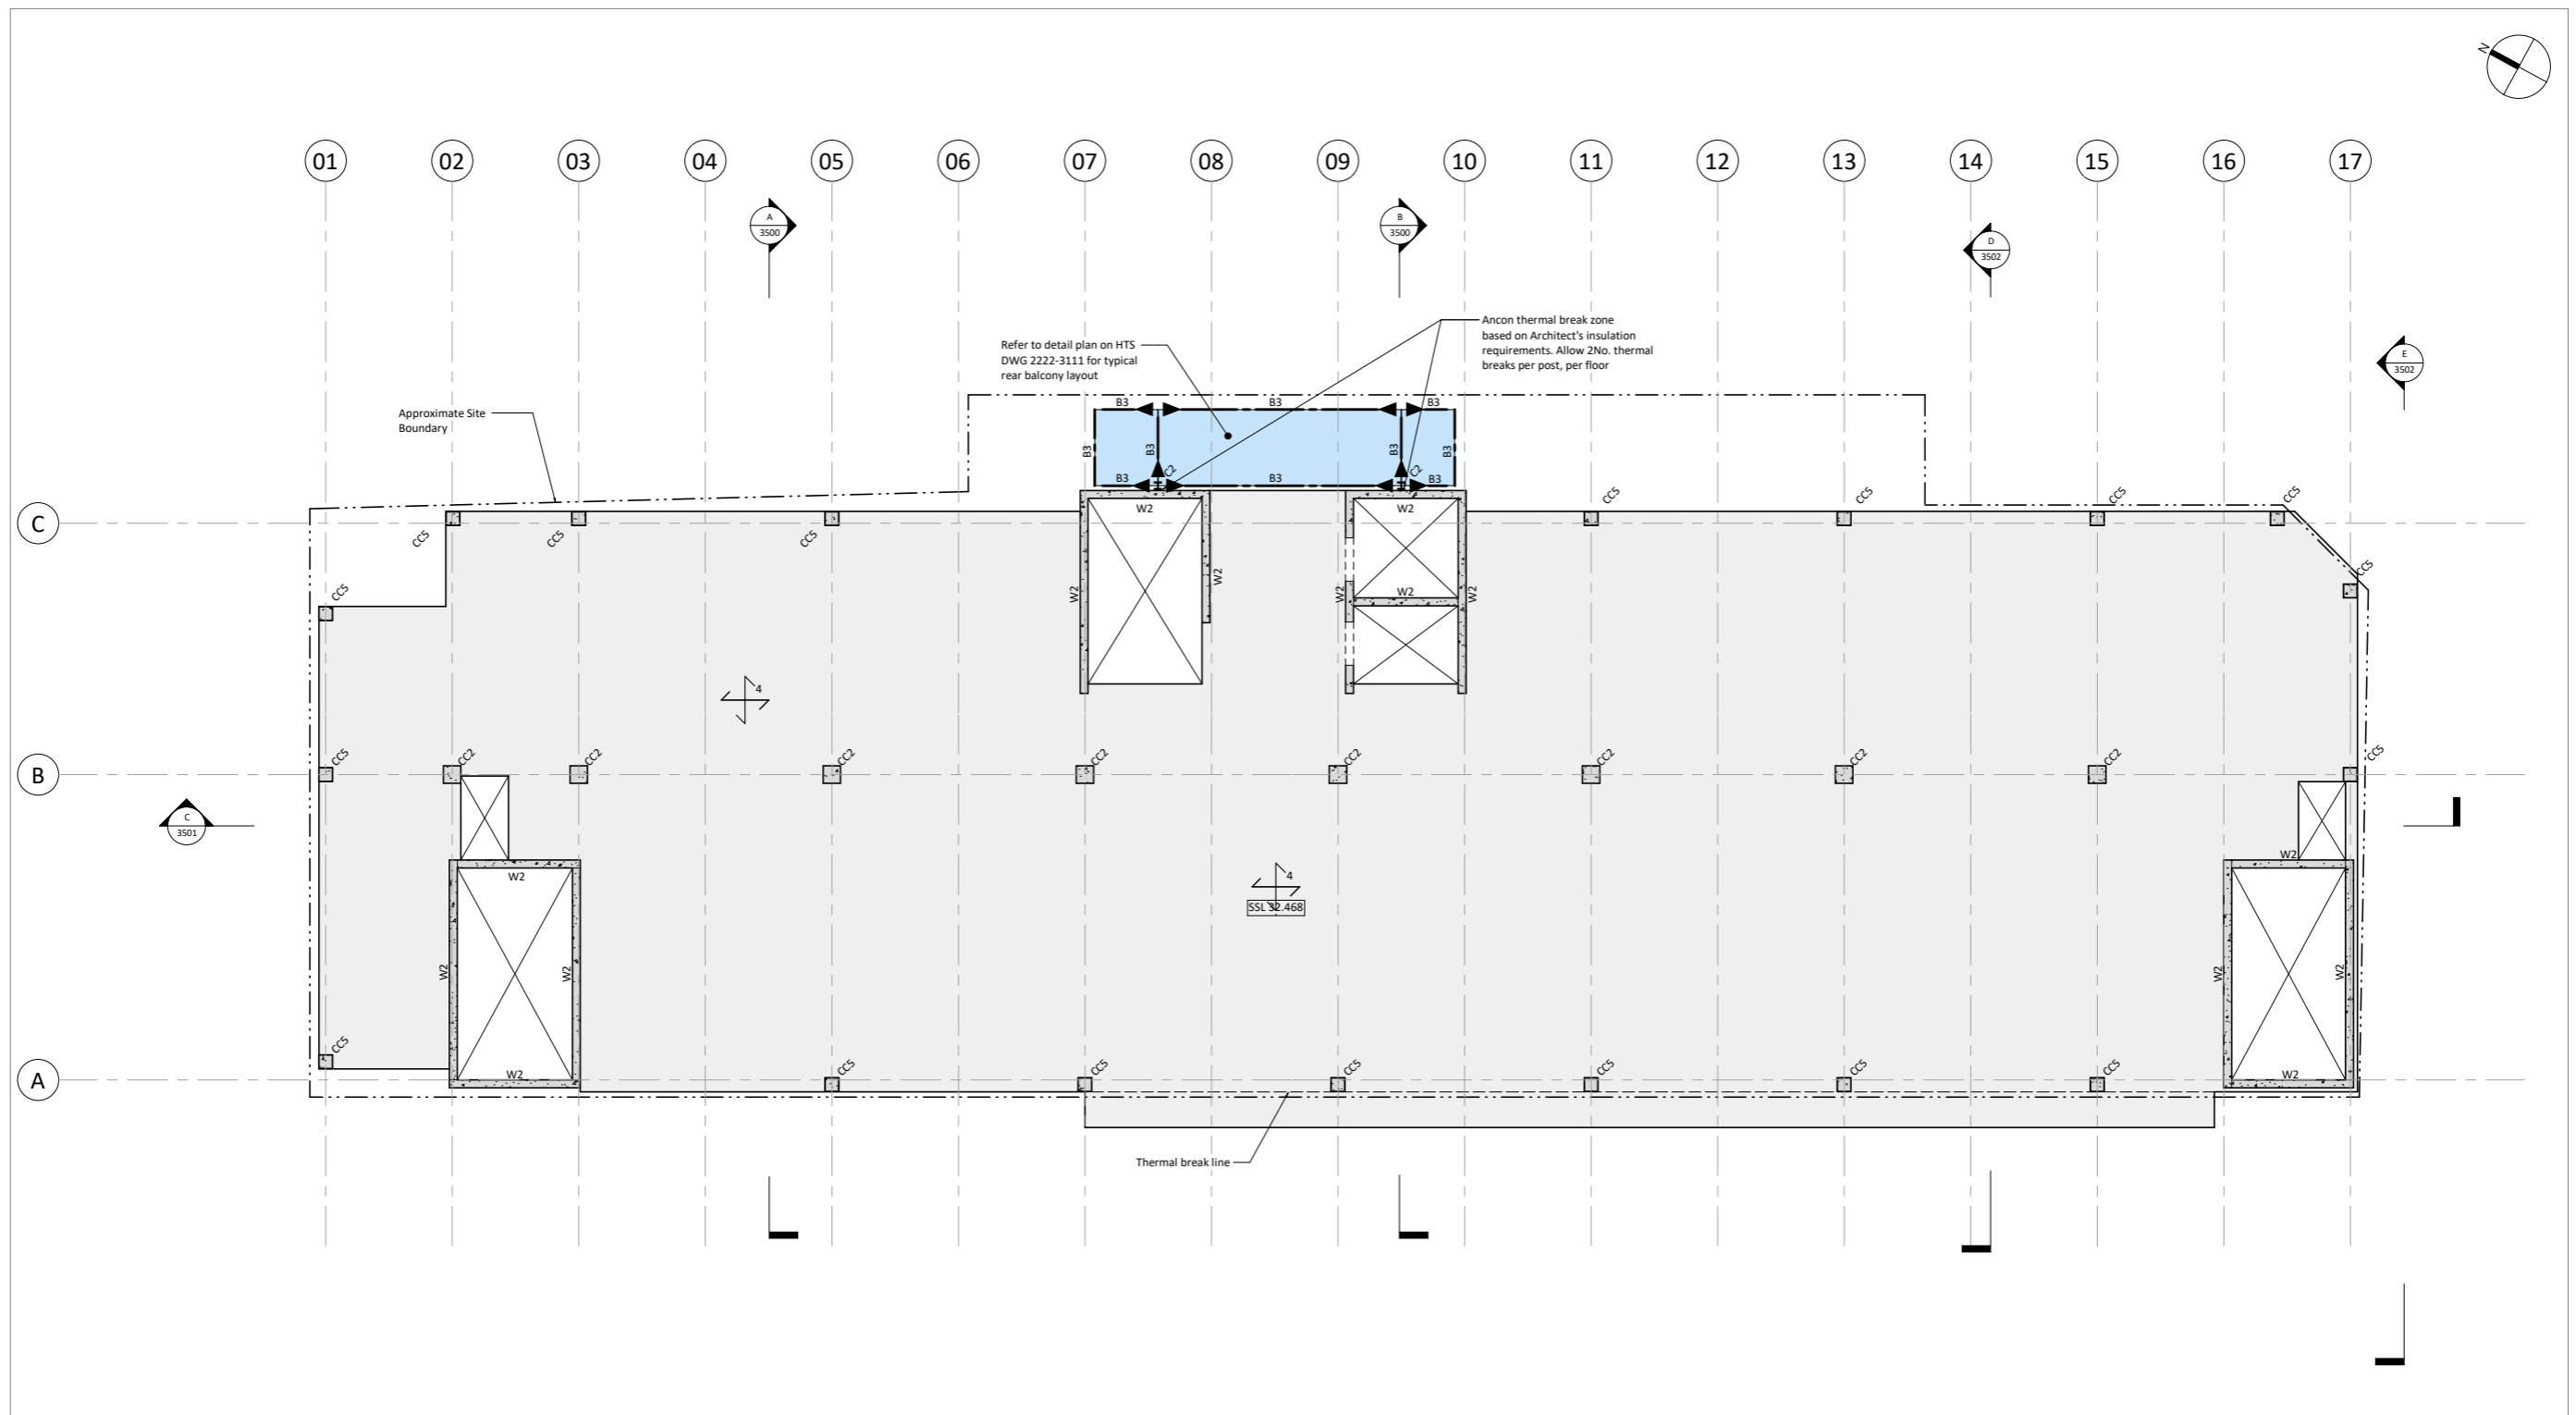 N
01 02 03 04 05 06 07 08 09 10 11 12 13 14 15 16 17
A
3500
B
3500
D
3502
E
3502
Refer to detail plan on HTS
DWG 2222-3111 for typical
rear balcony layout
Ancon thermal break zone
based on Architect's insulation
requirements. Allow 2No. thermal
breaks per post, per floor
Approximate Site
Boundary
B3 B3 B3
B3 B3 B3 B3
C2 C2
B3 B3 B3
C
CC5 CC5 CC5 CC5 CC5 CC5 CC5
W2 W2
CC5 CC5
W2 W2 W2 W2 W2
4
B
CC5 CC2 CC2 CC2 CC2 CC2 CC2 CC2 CC2 CC5
C
3501
W2 W2
4
SSL 32.468
W2 W2 W2 W2
CC5
W2 W2
A
CC5 CC5 CC5 CC5 CC5 CC5
Thermal break line